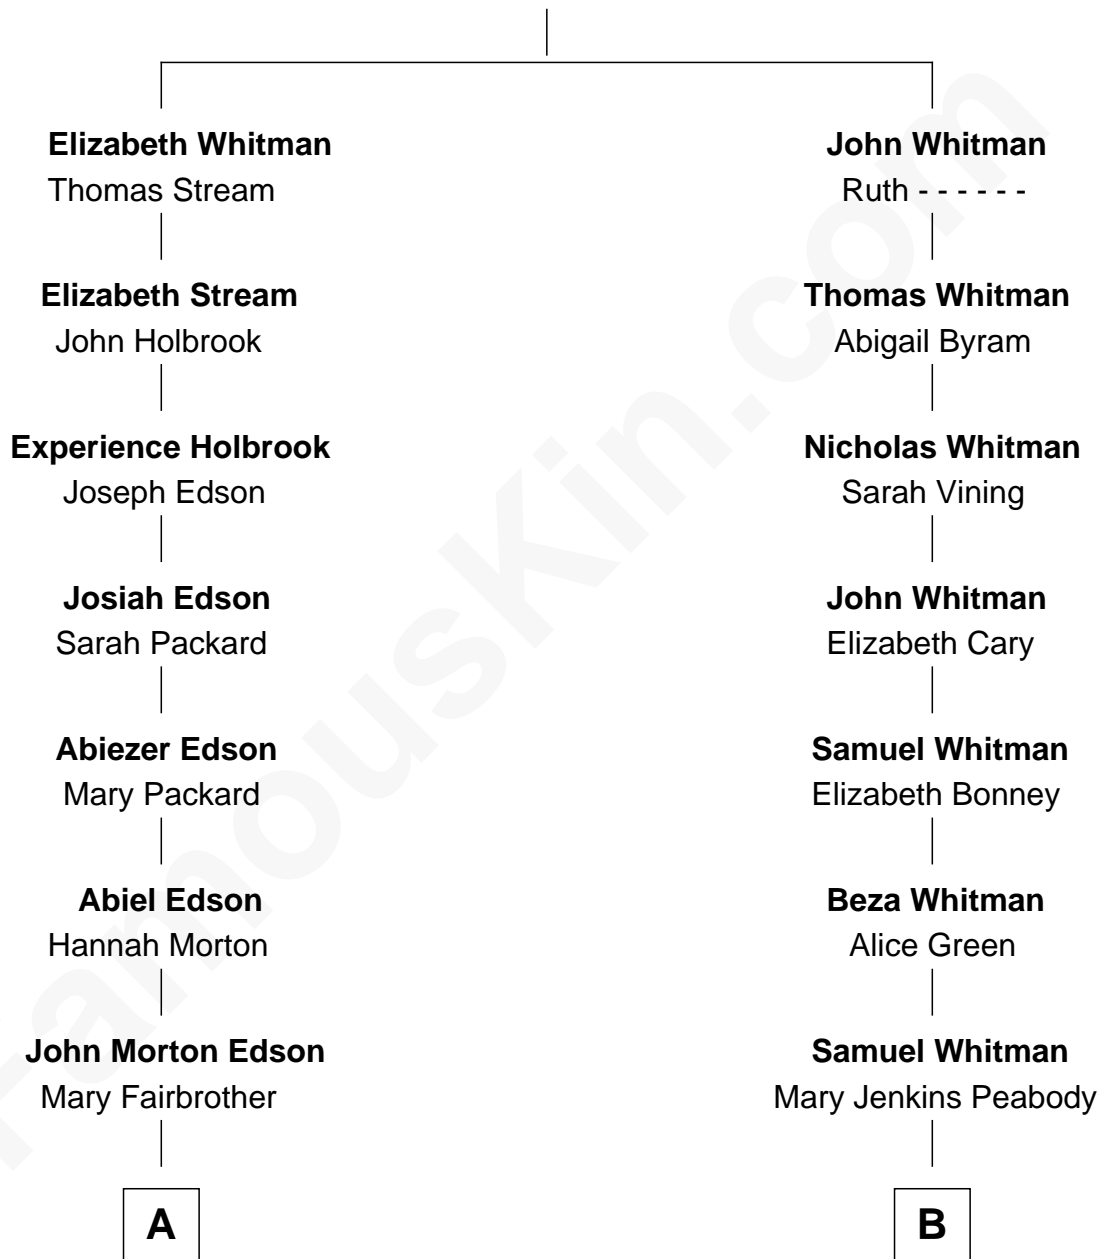 Elizabeth Whitman
Thomas Stream
John Whitman
Ruth - - - - - -
Elizabeth Stream
John Holbrook
Thomas Whitman
Abigail Byram
Experience Holbrook
Joseph Edson
Nicholas Whitman
Sarah Vining
Josiah Edson
Sarah Packard
John Whitman
Elizabeth Cary
Abiezer Edson
Mary Packard
Samuel Whitman
Elizabeth Bonney
Abiel Edson
Hannah Morton
Beza Whitman
Alice Green
John Morton Edson
Mary Fairbrother
Samuel Whitman
Mary Jenkins Peabody
A
B
FamousKin.com